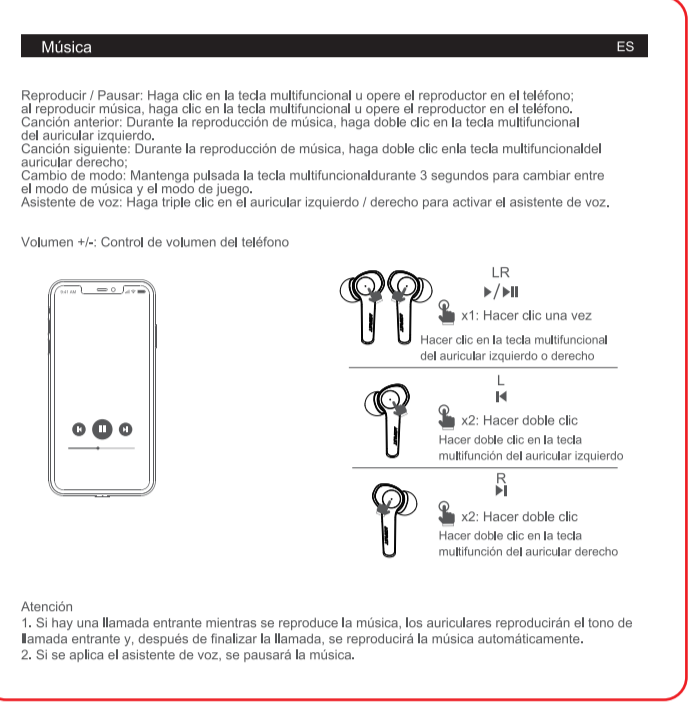 Música
ES
Reproducir / Pausar: Haga clic en la tecla multifuncional u opere el reproductor en el teléfono;
al reproducir música, haga clic en la tecla multifuncional u opere el reproductor en el teléfono.
Canción anterior: Durante la reproducción de música, haga doble clic en la tecla multifuncional
del auricular izquierdo.
Canción siguiente: Durante la reproducción de música, haga doble clic enla tecla multifuncionaldel
auricular derecho;
Cambio de modo: Mantenga pulsada la tecla multifuncionaldurante 3 segundos para cambiar entre
el modo de música y el modo de juego.
Asistente de voz: Haga triple clic en el auricular izquierdo / derecho para activar el asistente de voz.
Volumen +/-: Control de volumen del teléfono
9:41 AM
LR
x1: Hacer clic una vez
Hacer clic en la tecla multifuncional
del auricular izquierdo o derecho
L
x2: Hacer doble clic
Hacer doble clic en la tecla
multifunción del auricular izquierdo
R
x2: Hacer doble clic
Hacer doble clic en la tecla
multifunción del auricular derecho
Atención
1. Si hay una llamada entrante mientras se reproduce la música, los auriculares reproducirán el tono de
llamada entrante y, después de finalizar la llamada, se reproducirá la música automáticamente.
2. Si se aplica el asistente de voz, se pausará la música.